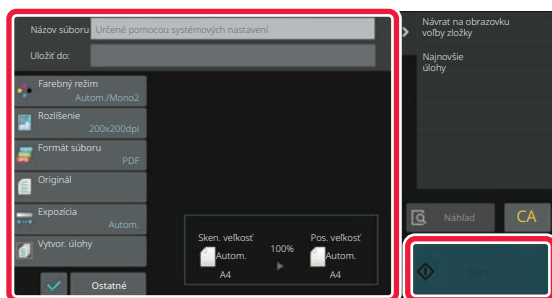 Názov súboru Určené pomocou systémových nastavení
Uložiť do:
Farebný režim
Autom./Mono2
Rozlíšenie
200x200dpi
Formát súboru
PDF
Originál
Expozícia
Autom.
Vytvor. úlohy
Ostatné
Sken. veľkosť
Autom.
A4
100%
Pos. veľkosť
Autom.
A4
Návrat na obrazovku
voľby zložky
Najnovšie
úlohy
Náhľad
CA
Štart